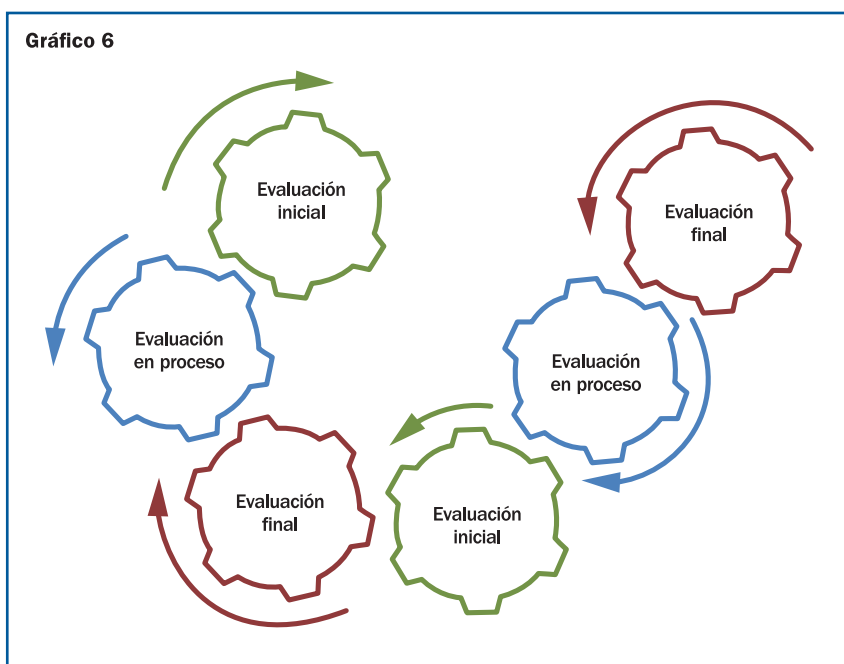 Gráfico 6
Evaluación
inicial
Evaluación
en proceso
Evaluación
final
Evaluación
inicial
Evaluación
en proceso
Evaluación
final